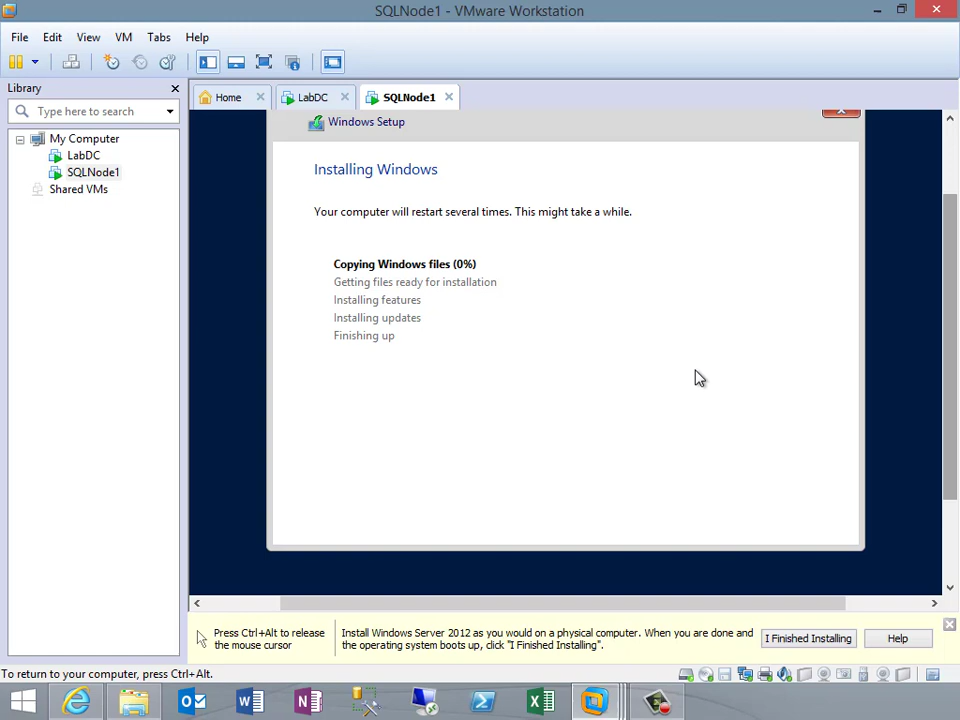 SQLNode1 - VMware Workstation
File Edit View VM Tabs Help
Library
Type here to search
My Computer
LabDC
SQLNode1
Shared VMs
Home LabDC SQLNode1
Windows Setup
Installing Windows
Your computer will restart several times. This might take a while.
Copying Windows files (0%)
Getting files ready for installation
Installing features
Installing updates
Finishing up
Press Ctrl+Alt to release
the mouse cursor
Install Windows Server 2012 as you would on a physical computer. When you are done and
the operating system boots up, click "I Finished Installing".
I Finished Installing
Help
To return to your computer, press Ctrl+Alt.